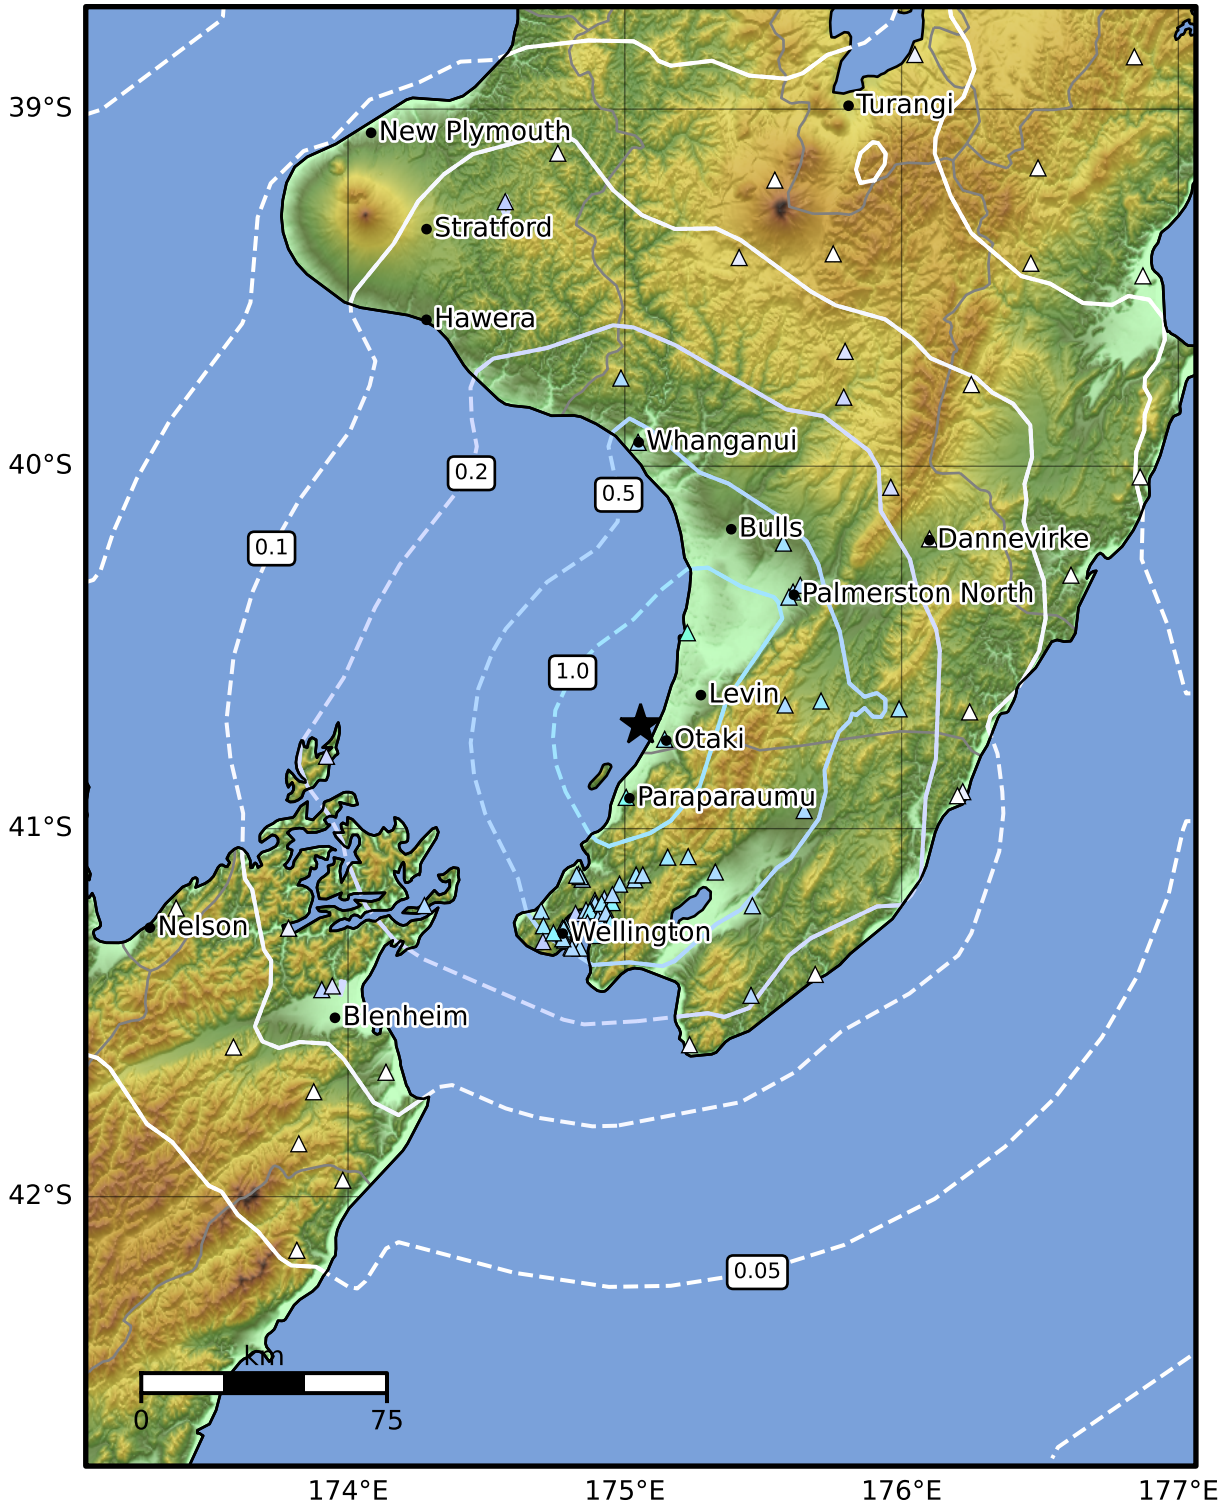 39°S
Turangi
New Plymouth
Stratford
Hawera
Whanganui
40°S
0.2
0.5
Bulls
0.1
Dannevirke
Palmerston North
1.0
Levin
Otaki
Paraparaumu
41°S
Nelson
Wellington
Blenheim
42°S
0.05
km
0
75
174°E
175°E
176°E
177°E